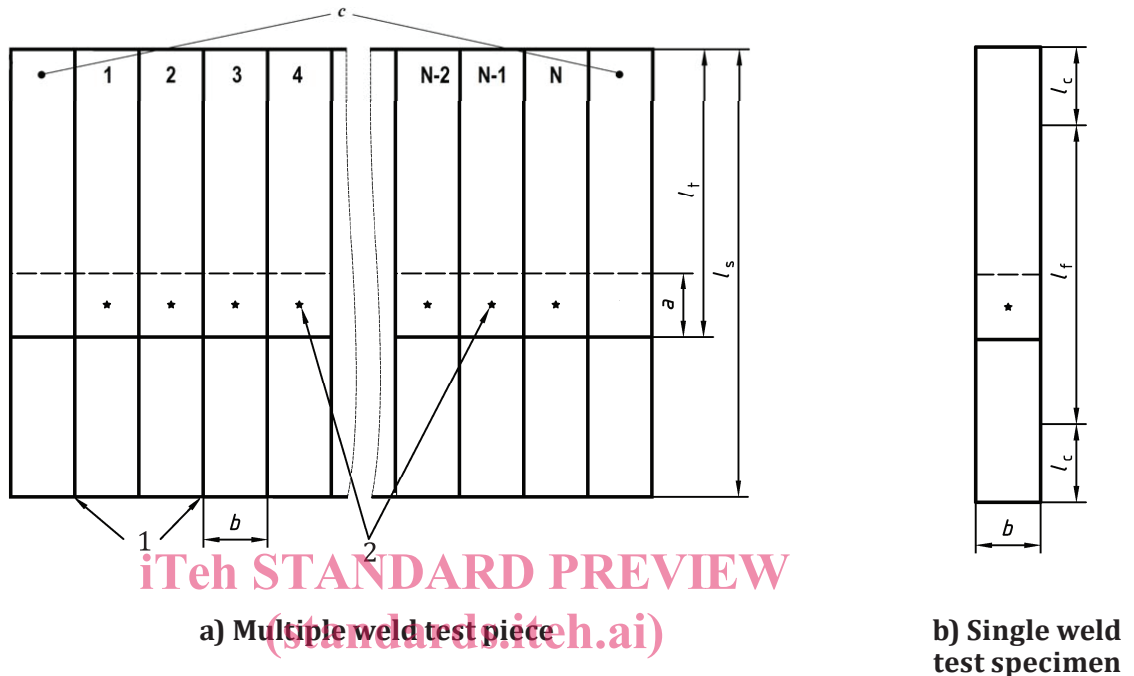 c
1 2 3 4 N-2 N-1 N
l_c
l_t
l_s
l_f
a
l_c
1 b 2 b
iTeh STANDARD PREVIEW
(standards.iteh.ai)
a) Multiple weld test piece
b) Single weld
test specimen